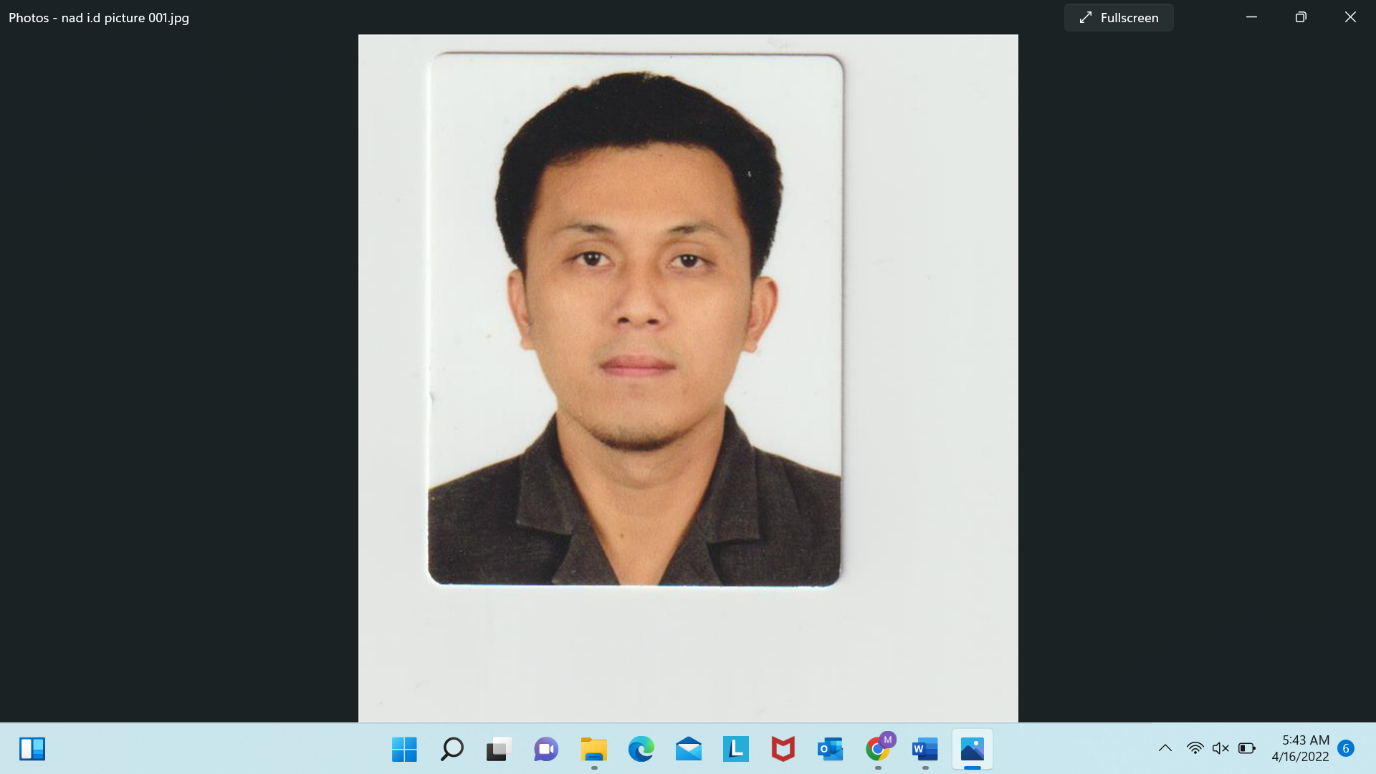 Photos - nad i.d picture 001.jpg
Fullscreen
M
L
O
W
5:43 AM
4/16/2022
6